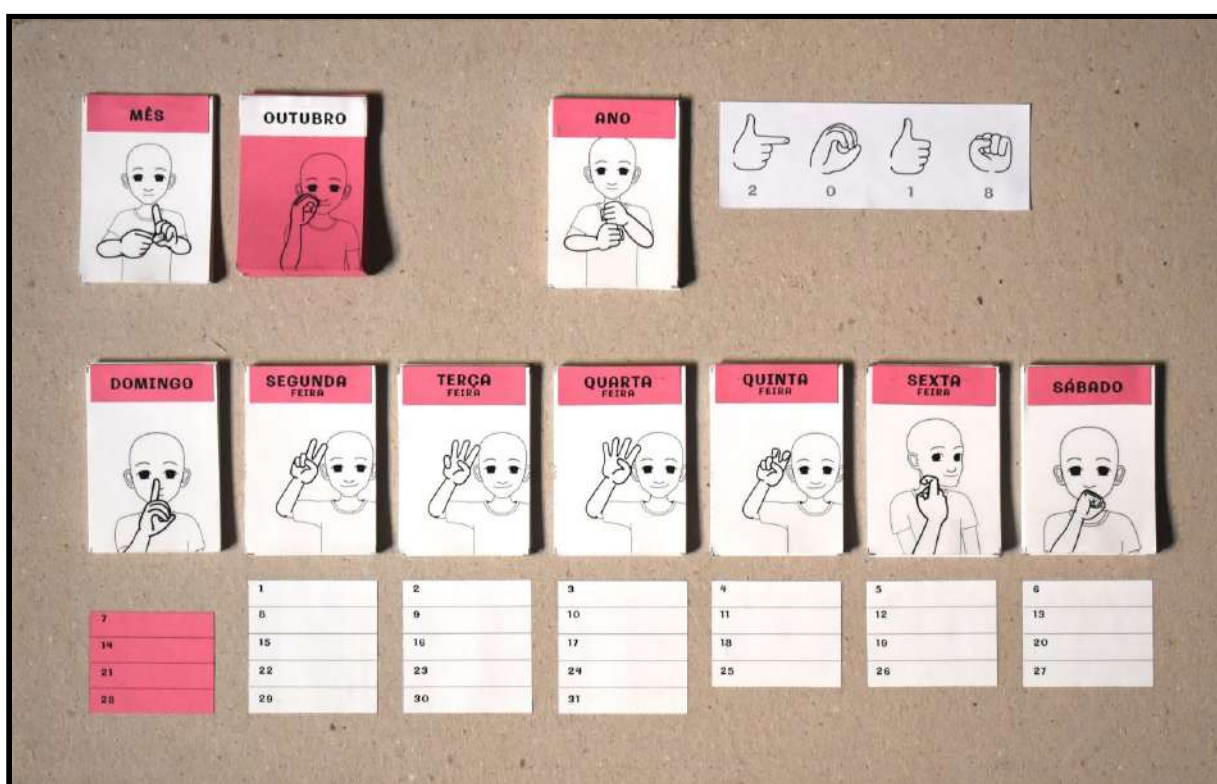 MÊS
OUTUBRO
ANO
2 0 1 8
DOMINGO
SEGUNDA
FEIRA
TERÇA
FEIRA
QUARTA
FEIRA
QUINTA
FEIRA
SEXTA
FEIRA
SÁBADO
1 2 3 4 5 6
7 8 9 10 11 12 13
14 15 16 17 18 19 20
21 22 23 24 25 26 27
28 29 30 31